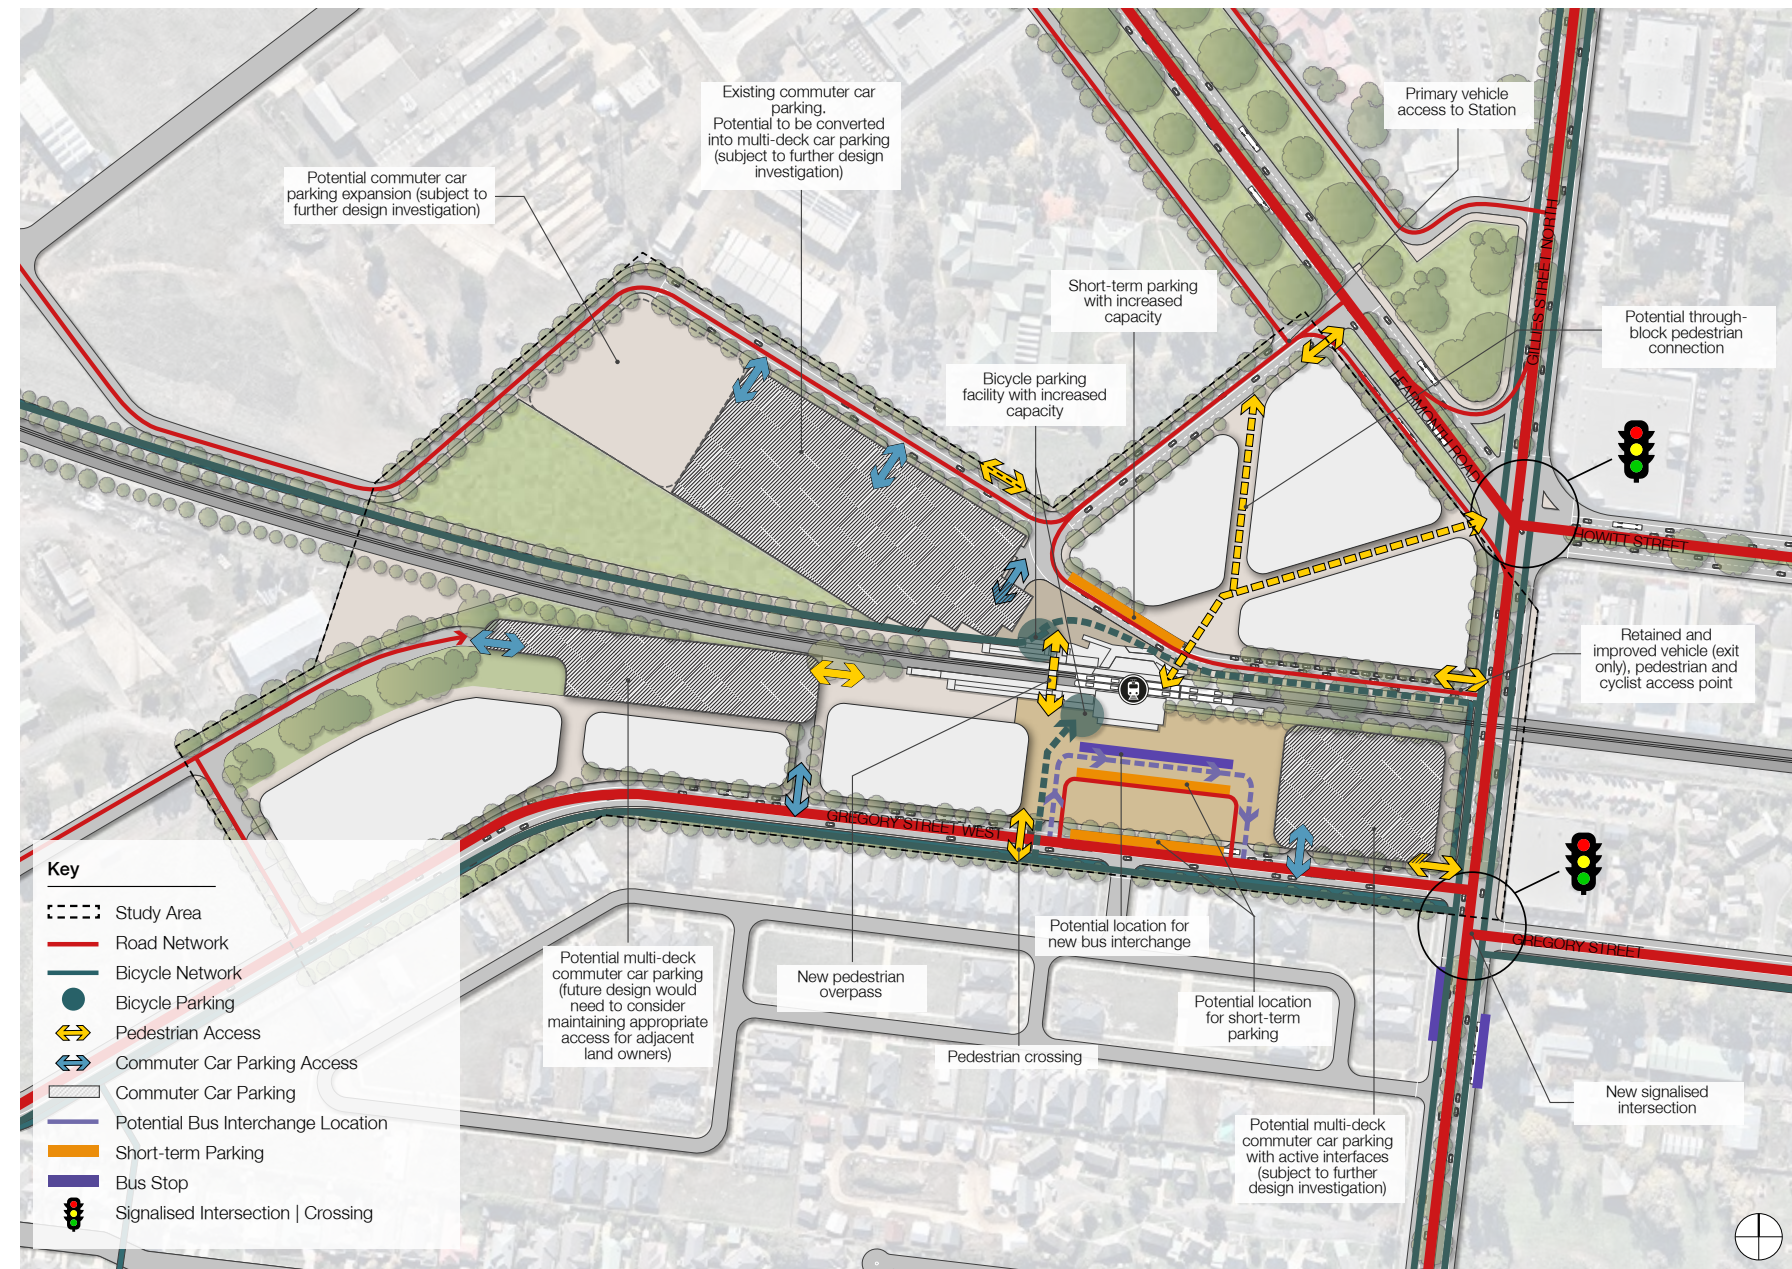 Existing commuter car
parking.
Potential to be converted
into multi-deck car parking
(subject to further design
investigation)
Primary vehicle
access to Station
Potential commuter car
parking expansion (subject to
further design investigation)
Short-term parking
with increased
capacity
Potential through-
block pedestrian
connection
Bicycle parking
facility with increased
capacity
GILLIES STREET NORTH
LEARMONTH ROAD
HOWITT STREET
Retained and
improved vehicle (exit
only), pedestrian and
cyclist access point
GREGORY STREET WEST
GREGORY STREET
Potential location for
new bus interchange
Potential multi-deck
commuter car parking
(future design would
need to consider
maintaining appropriate
access for adjacent
land owners)
New pedestrian
overpass
Potential location
for short-term
parking
Pedestrian crossing
New signalised
intersection
Potential multi-deck
commuter car parking
with active interfaces
(subject to further
design investigation)
Key
Study Area
Road Network
Bicycle Network
Bicycle Parking
Pedestrian Access
Commuter Car Parking Access
Commuter Car Parking
Potential Bus Interchange Location
Short-term Parking
Bus Stop
Signalised Intersection | Crossing